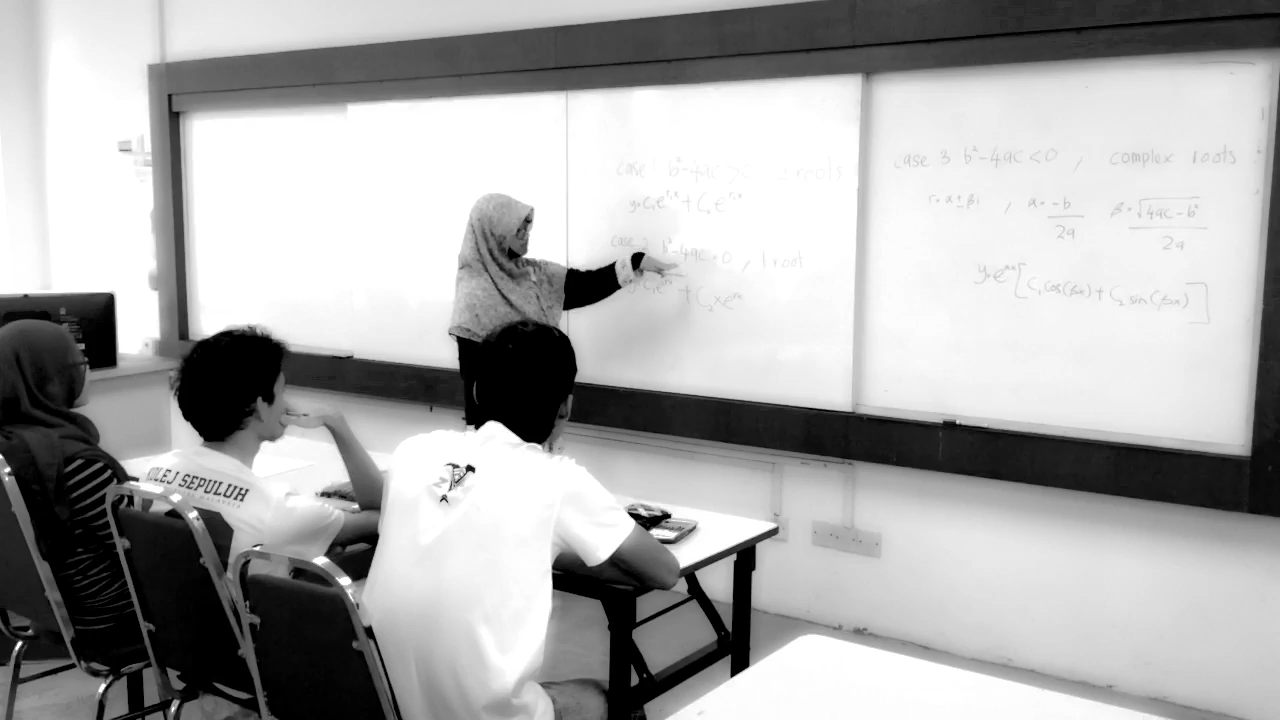 case 1 b²-4ac > 0 2 roots
y=C₁e^r₁x + C₂e^r₂x
case 2 b²-4ac=0 , 1 root
y=C₁e^rx + C₂xe^rx
case 3 b²-4ac<0 , complex roots
r=α±βi , α=-b/2a β=√4ac-b²/2a
y=e^αx[C₁cos(βx)+C₂sin(βx)]
KOLEJ SEPULUH